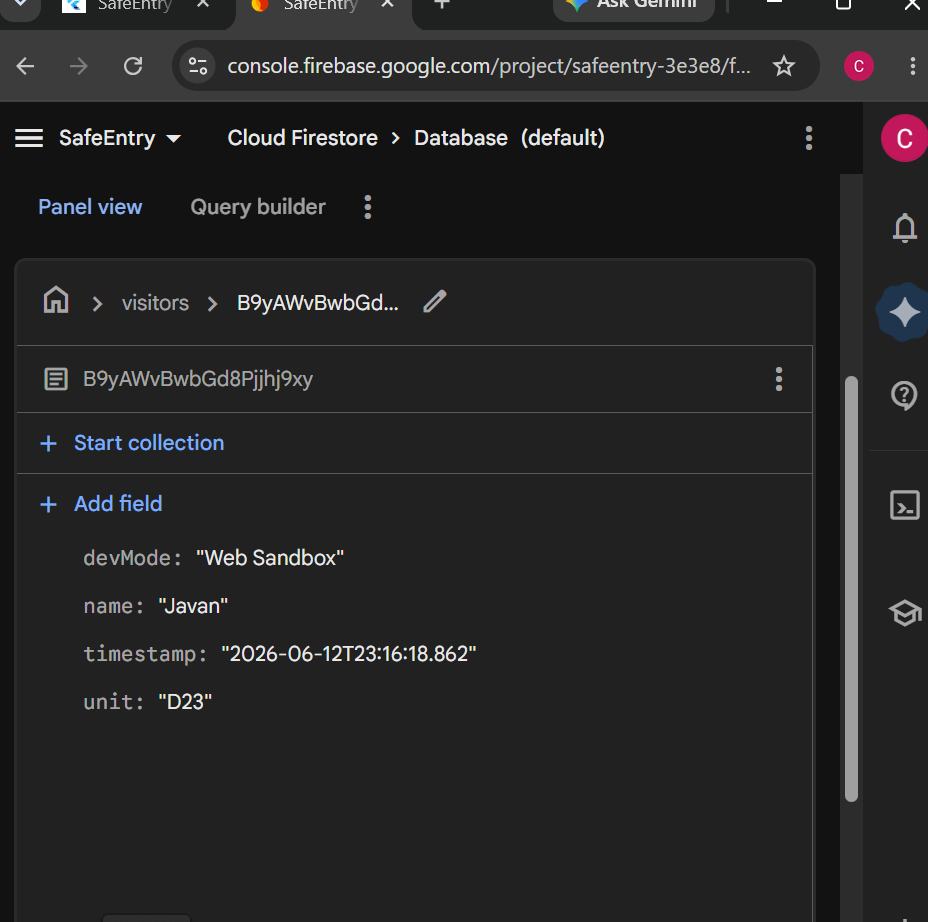 SafeEntry
SafeEntry
Ask Gemini
console.firebase.google.com/project/safeentry-3e3e8/f...
C
SafeEntry
Cloud Firestore > Database (default)
C
Panel view
Query builder
visitors > B9yAWvBwbGd...
B9yAWvBwbGd8Pjjhj9xy
+ Start collection
+ Add field
devMode: "Web Sandbox"
name: "Javan"
timestamp: "2026-06-12T23:16:18.862"
unit: "D23"